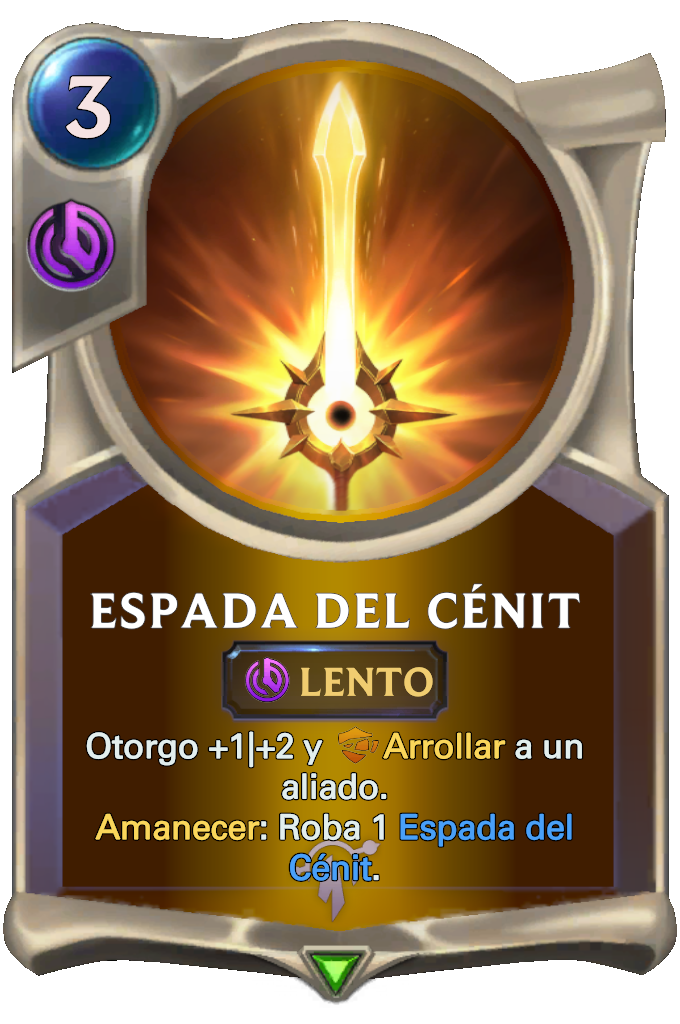 3
ESPADA DEL CÉNIT
LENTO
Otorgo +1|+2 y Arrollar a un
aliado.
Amanecer: Roba 1 Espada del
Cénit.